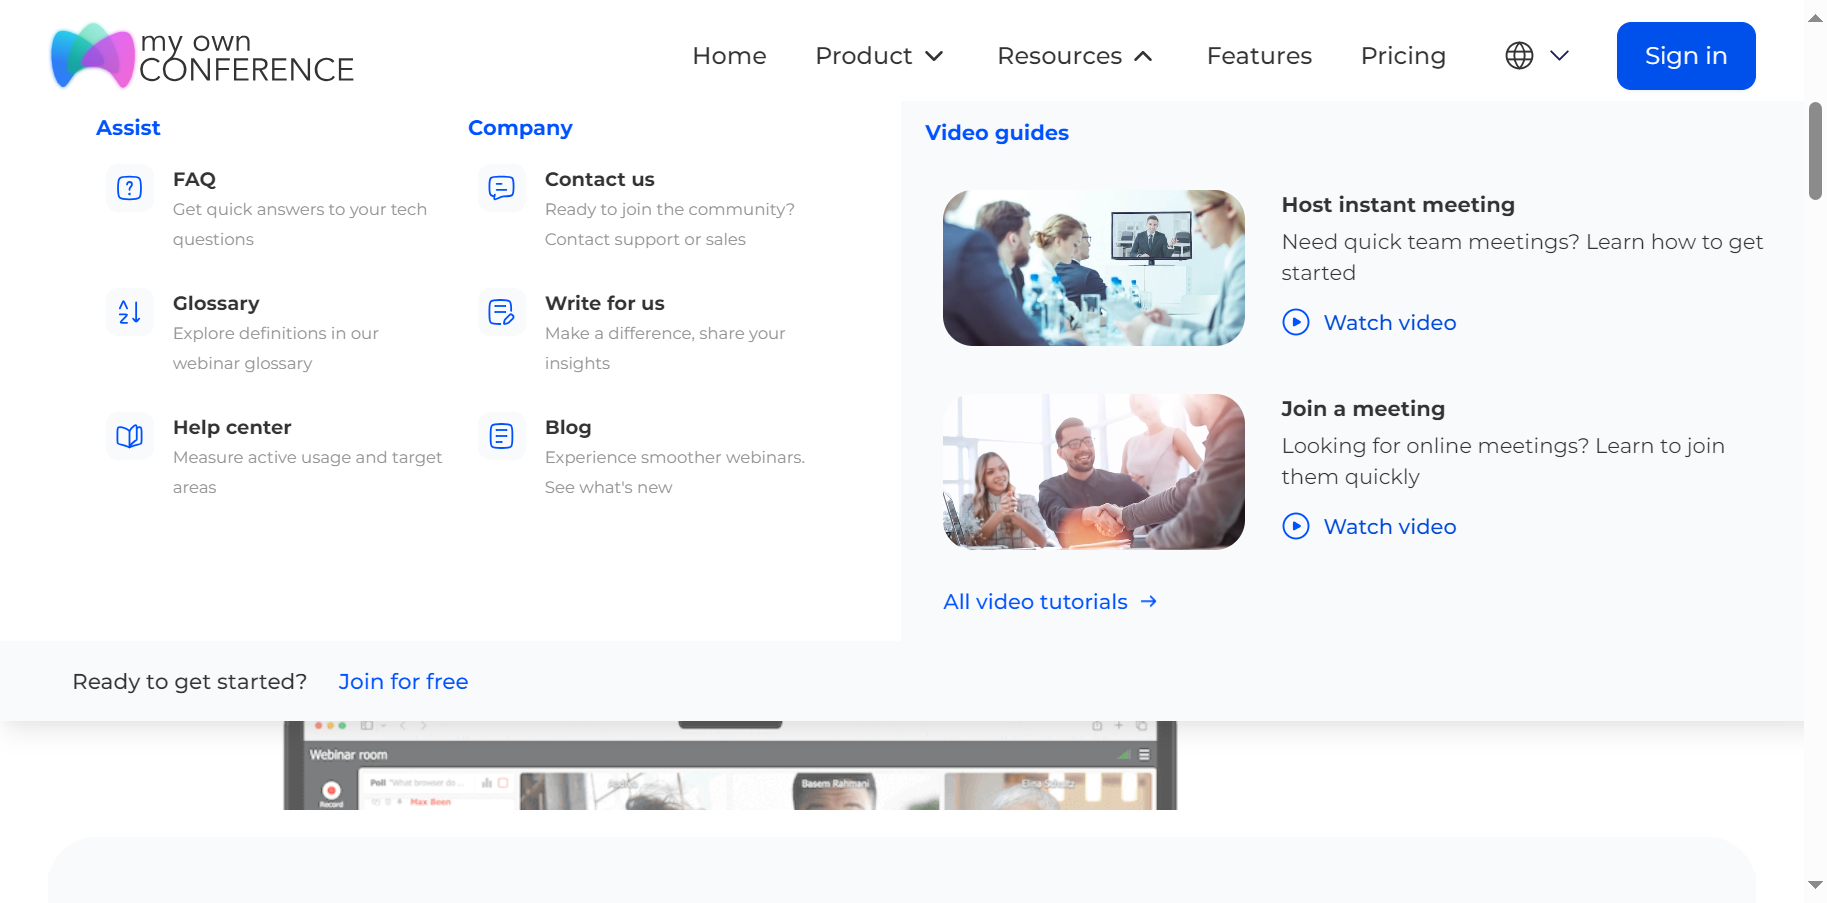 my own
CONFERENCE
Home
Product
Resources
Features
Pricing
Sign in
Assist
FAQ
Get quick answers to your tech
questions
Glossary
Explore definitions in our
webinar glossary
Help center
Measure active usage and target
areas
Company
Contact us
Ready to join the community?
Contact support or sales
Write for us
Make a difference, share your
insights
Blog
Experience smoother webinars.
See what's new
Video guides
Host instant meeting
Need quick team meetings? Learn how to get
started
Watch video
Join a meeting
Looking for online meetings? Learn to join
them quickly
Watch video
All video tutorials
Ready to get started?
Join for free
Webinar room
Record
Poll "What browser do ...
Max Been
Basem Rahmani